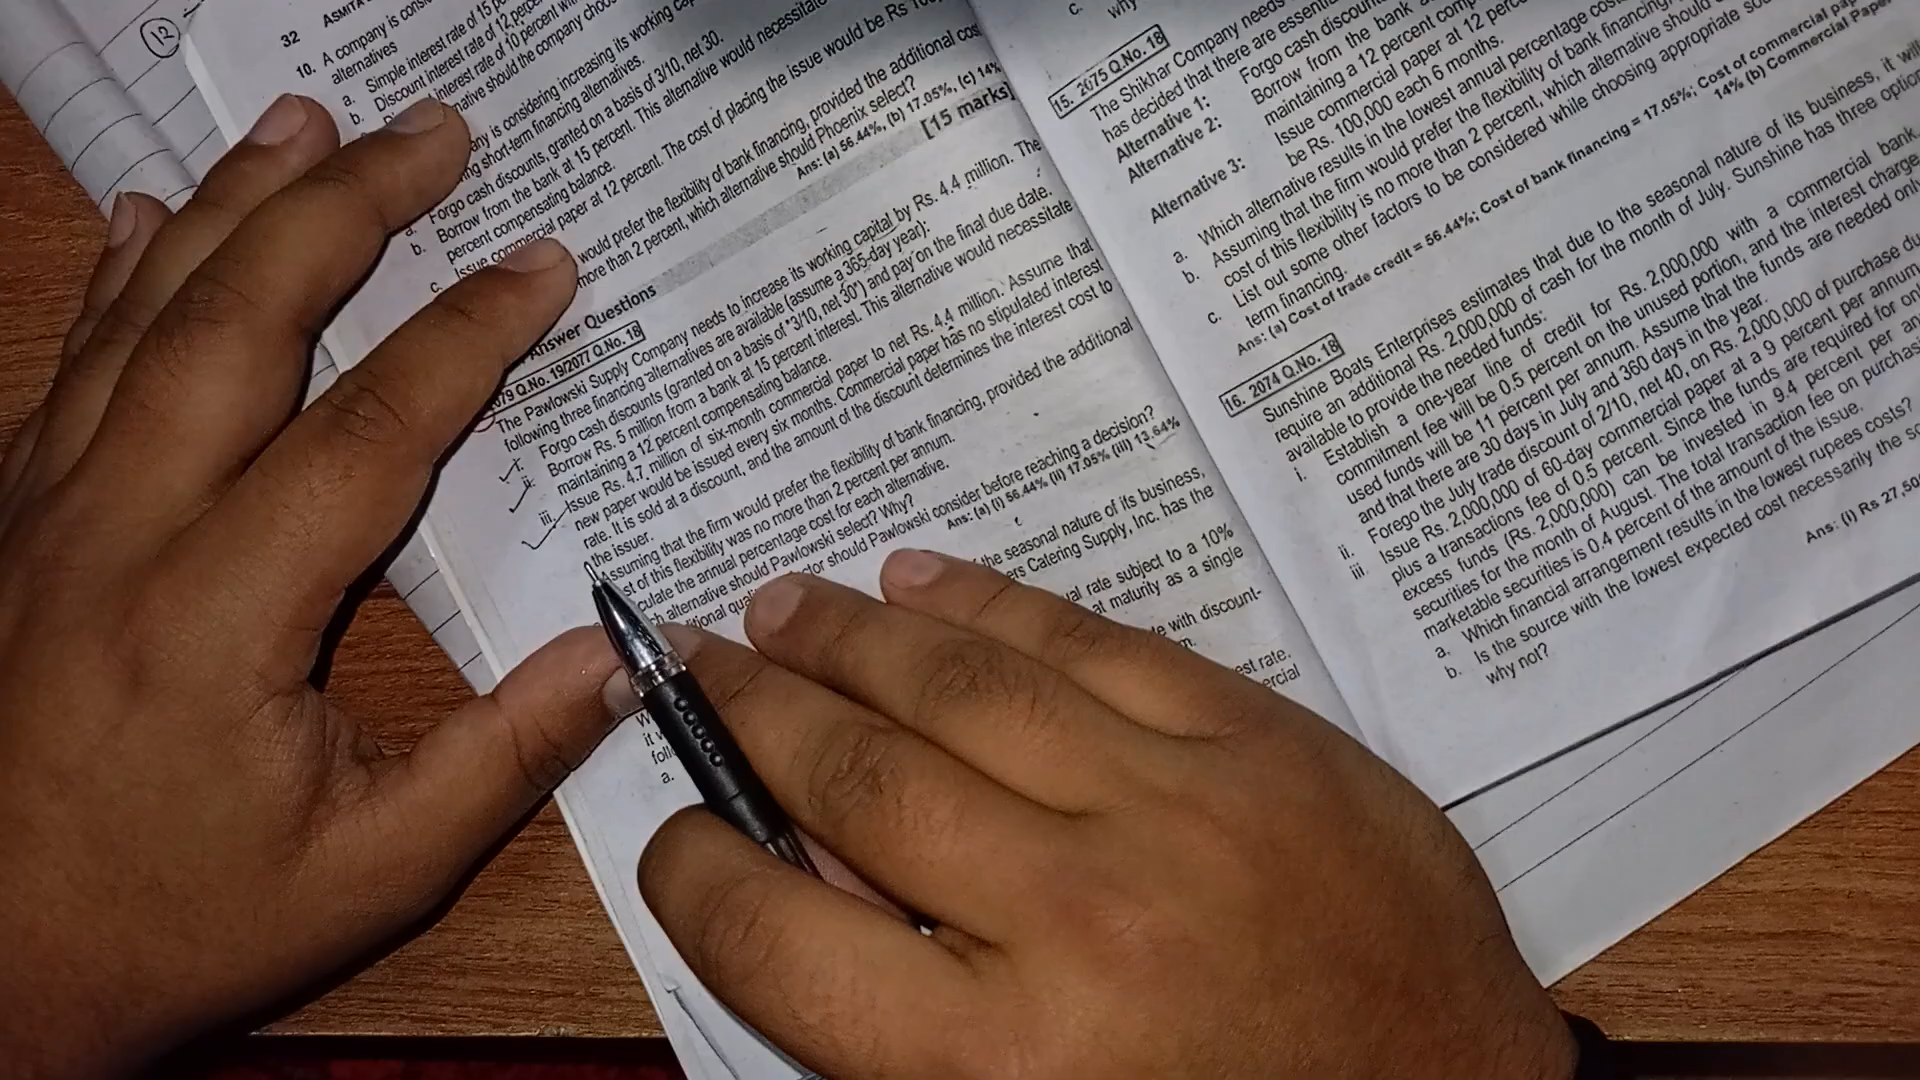 12
32
ASMITA
10. A company is
alternatives
a. Simple interest rate of 15
b. Discount interest rate of 12 percent
interest rate of 10 percent
should the company
is considering increasing its working
short-term financing alternatives.
a. Forgo cash discounts, granted on a basis of 3/10, net 30.
b. Borrow from the bank at 15 percent. This alternative would necessitate
percent compensating balance.
c. Issue commercial paper at 12 percent. The cost of placing the issue would be Rs
would prefer the flexibility of bank financing, provided the additional
more than 2 percent, which alternative should Phoenix select?
Ans: (a) 56.44%, (b) 17.05%, (c) 14%
Answer Questions
[15 marks]
Q.No. 19/2077 Q.No. 18
The Pawlowski Supply Company needs to increase its working capital by Rs. 4.4 million. The
following three financing alternatives are available (assume a 365-day year):
i. Forgo cash discounts (granted on a basis of "3/10, net 30") and pay on the final due date.
ii. Borrow Rs. 5 million from a bank at 15 percent interest. This alternative would necessitate
maintaining a 12 percent compensating balance.
iii. Issue Rs. 4.7 million of six-month commercial paper to net Rs. 4.4 million. Assume that
new paper would be issued every six months. Commercial paper has no stipulated interest
rate. It is sold at a discount, and the amount of the discount determines the interest cost to
the issuer.
Assuming that the firm would prefer the flexibility of bank financing, provided the additional
of this flexibility was no more than 2 percent per annum.
the annual percentage cost for each alternative.
alternative should Pawlowski select? Why?
should Pawlowski consider before reaching a decision?
Ans: (a) (i) 56.44% (ii) 17.05% (iii) 13.64%
the seasonal nature of its business,
Catering Supply, Inc. has the
rate subject to a 10%
at maturity as a single
with discount-
rate.
it
a.
c. why
15. 2075 Q.No. 18
The Shikhar Company needs
has decided that there are
Alternative 1: Forgo cash
Alternative 2: Borrow from the bank
maintaining a 12 percent
Alternative 3: Issue commercial paper at 12
be Rs. 100,000 each 6 months.
a. Which alternative results in the lowest annual percentage
b. Assuming that the firm would prefer the flexibility of bank financing,
cost of this flexibility is no more than 2 percent, which alternative should
c. List out some other factors to be considered while choosing appropriate
term financing.
Ans: (a) Cost of trade credit = 56.44%; Cost of bank financing = 17.05%; Cost of commercial
14% (b) Commercial Paper
16. 2074 Q.No. 18
Sunshine Boats Enterprises estimates that due to the seasonal nature of its business, it
require an additional Rs. 2,000,000 of cash for the month of July. Sunshine has three
available to provide the needed funds:
i. Establish a one-year line of credit for Rs. 2,000,000 with a commercial bank.
commitment fee will be 0.5 percent on the unused portion, and the interest
used funds will be 11 percent per annum. Assume that the funds are needed
and that there are 30 days in July and 360 days in the year.
ii. Forego the July trade discount of 2/10, net 40, on Rs. 2,000,000 of purchase
iii. Issue Rs. 2,000,000 of 60-day commercial paper at a 9 percent per annum
plus a transactions fee of 0.5 percent. Since the funds are required for
excess funds (Rs. 2,000,000) can be invested in 9.4 percent per
securities for the month of August. The total transaction fee on
marketable securities is 0.4 percent of the amount of the issue.
a. Which financial arrangement results in the lowest rupees costs?
b. Is the source with the lowest expected cost necessarily the
why not?
Ans: (i) Rs